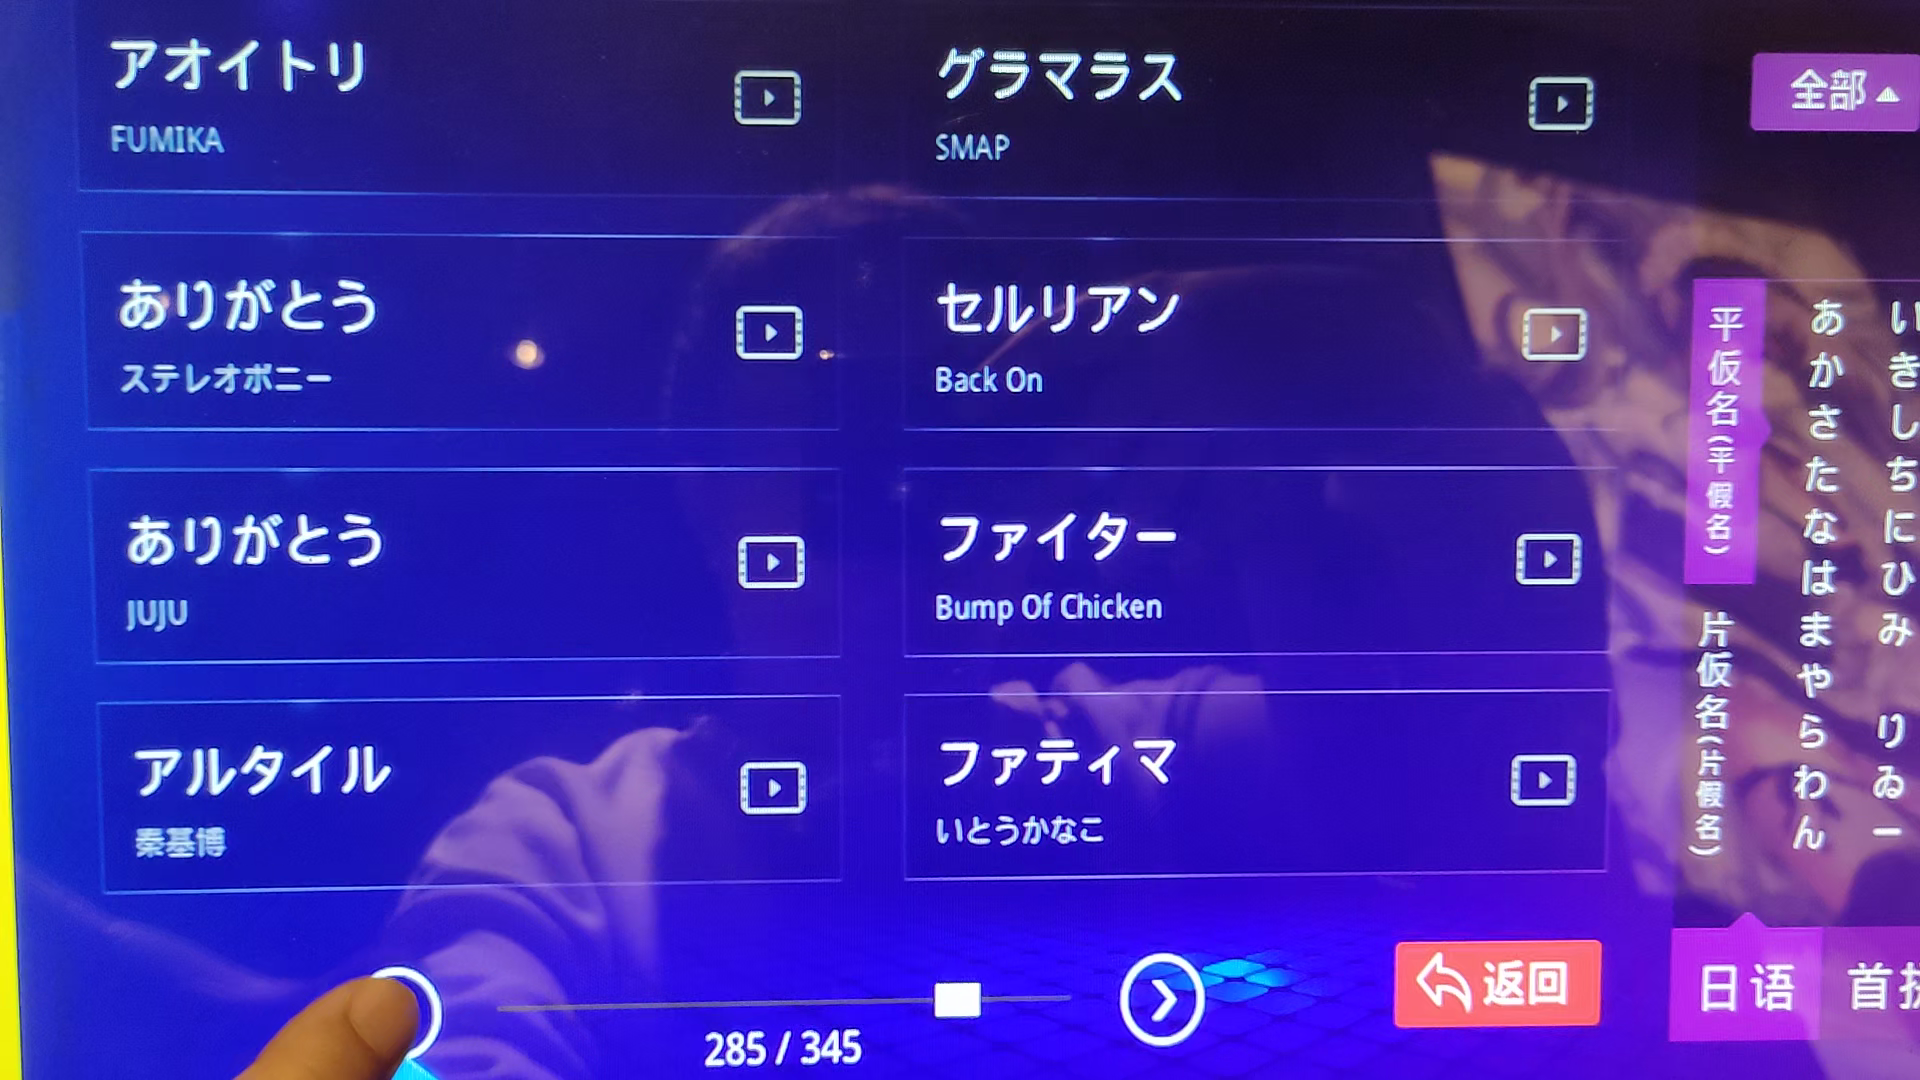 アオイトリ
FUMIKA
グラマラス
SMAP
ありがとう
ステレオポニー
セルリアン
Back On
ありがとう
JUJU
ファイター
Bump Of Chicken
アルタイル
秦基博
ファティマ
いとうかなこ
285 / 345
返回
全部
平仮名(平假名)
片仮名(片假名)
あかさたなはまやらわん
いきしちにひみ りゐー
日语
首